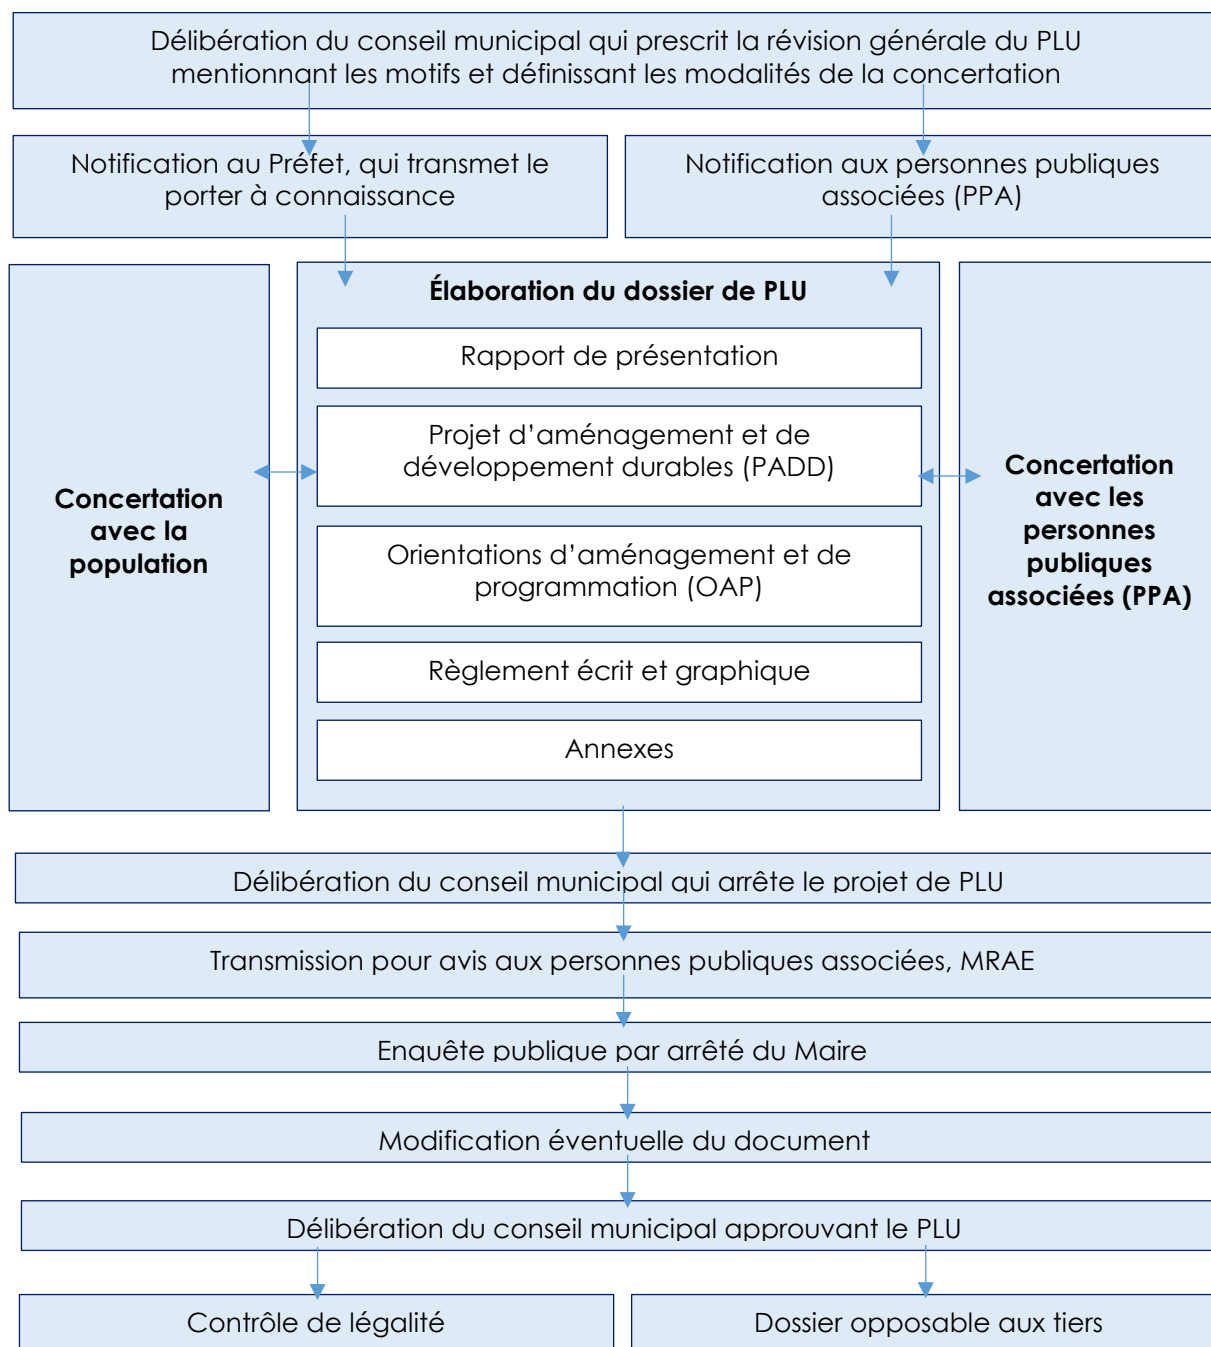 Délibération du conseil municipal qui prescrit la révision générale du PLU
mentionnant les motifs et définissant les modalités de la concertation
Notification au Préfet, qui transmet le
porter à connaissance
Notification aux personnes publiques
associées (PPA)
Élaboration du dossier de PLU
Rapport de présentation
Projet d’aménagement et de
développement durables (PADD)
Orientations d’aménagement et de
programmation (OAP)
Règlement écrit et graphique
Annexes
Concertation
avec la
population
Concertation
avec les
personnes
publiques
associées (PPA)
Délibération du conseil municipal qui arrête le projet de PLU
Transmission pour avis aux personnes publiques associées, MRAE
Enquête publique par arrêté du Maire
Modification éventuelle du document
Délibération du conseil municipal approuvant le PLU
Contrôle de légalité
Dossier opposable aux tiers